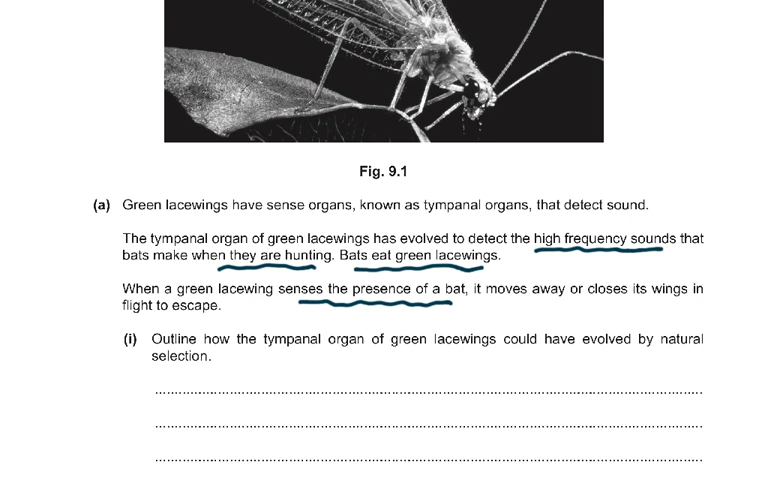 Fig. 9.1
(a) Green lacewings have sense organs, known as tympanal organs, that detect sound.
The tympanal organ of green lacewings has evolved to detect the high frequency sounds that
bats make when they are hunting. Bats eat green lacewings.
When a green lacewing senses the presence of a bat, it moves away or closes its wings in
flight to escape.
(i) Outline how the tympanal organ of green lacewings could have evolved by natural
selection.